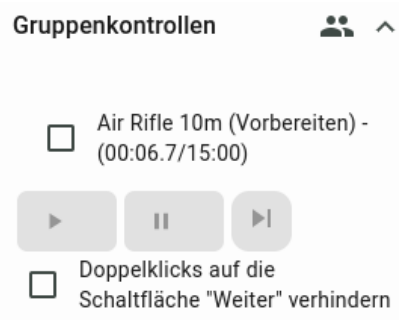 Gruppenkontrollen
Air Rifle 10m (Vorbereiten) -
(00:06.7/15:00)
Doppelklicks auf die
Schaltfläche "Weiter" verhindern